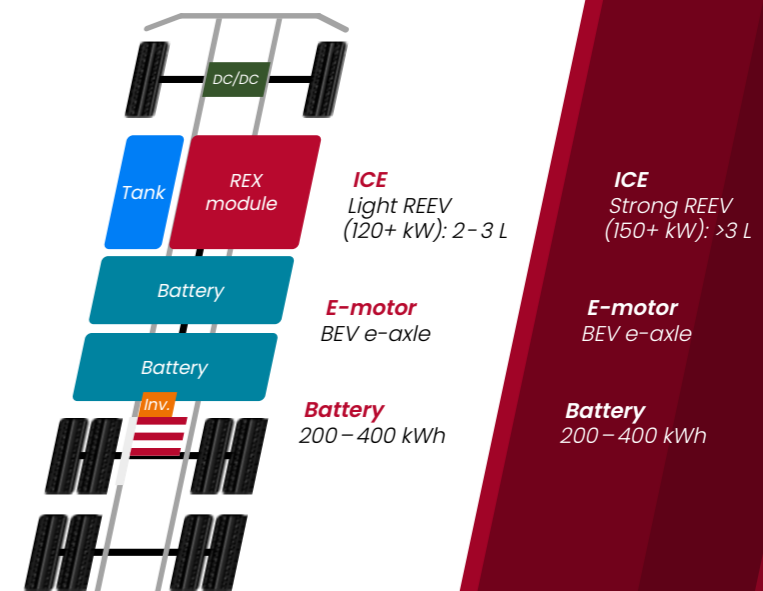 DC/DC
Tank
REX
module
Battery
Battery
Inv.
ICE
Light REEV
(120+ kW): 2–3 L
E-motor
BEV e-axle
Battery
200–400 kWh
ICE
Strong REEV
(150+ kW): >3 L
E-motor
BEV e-axle
Battery
200–400 kWh